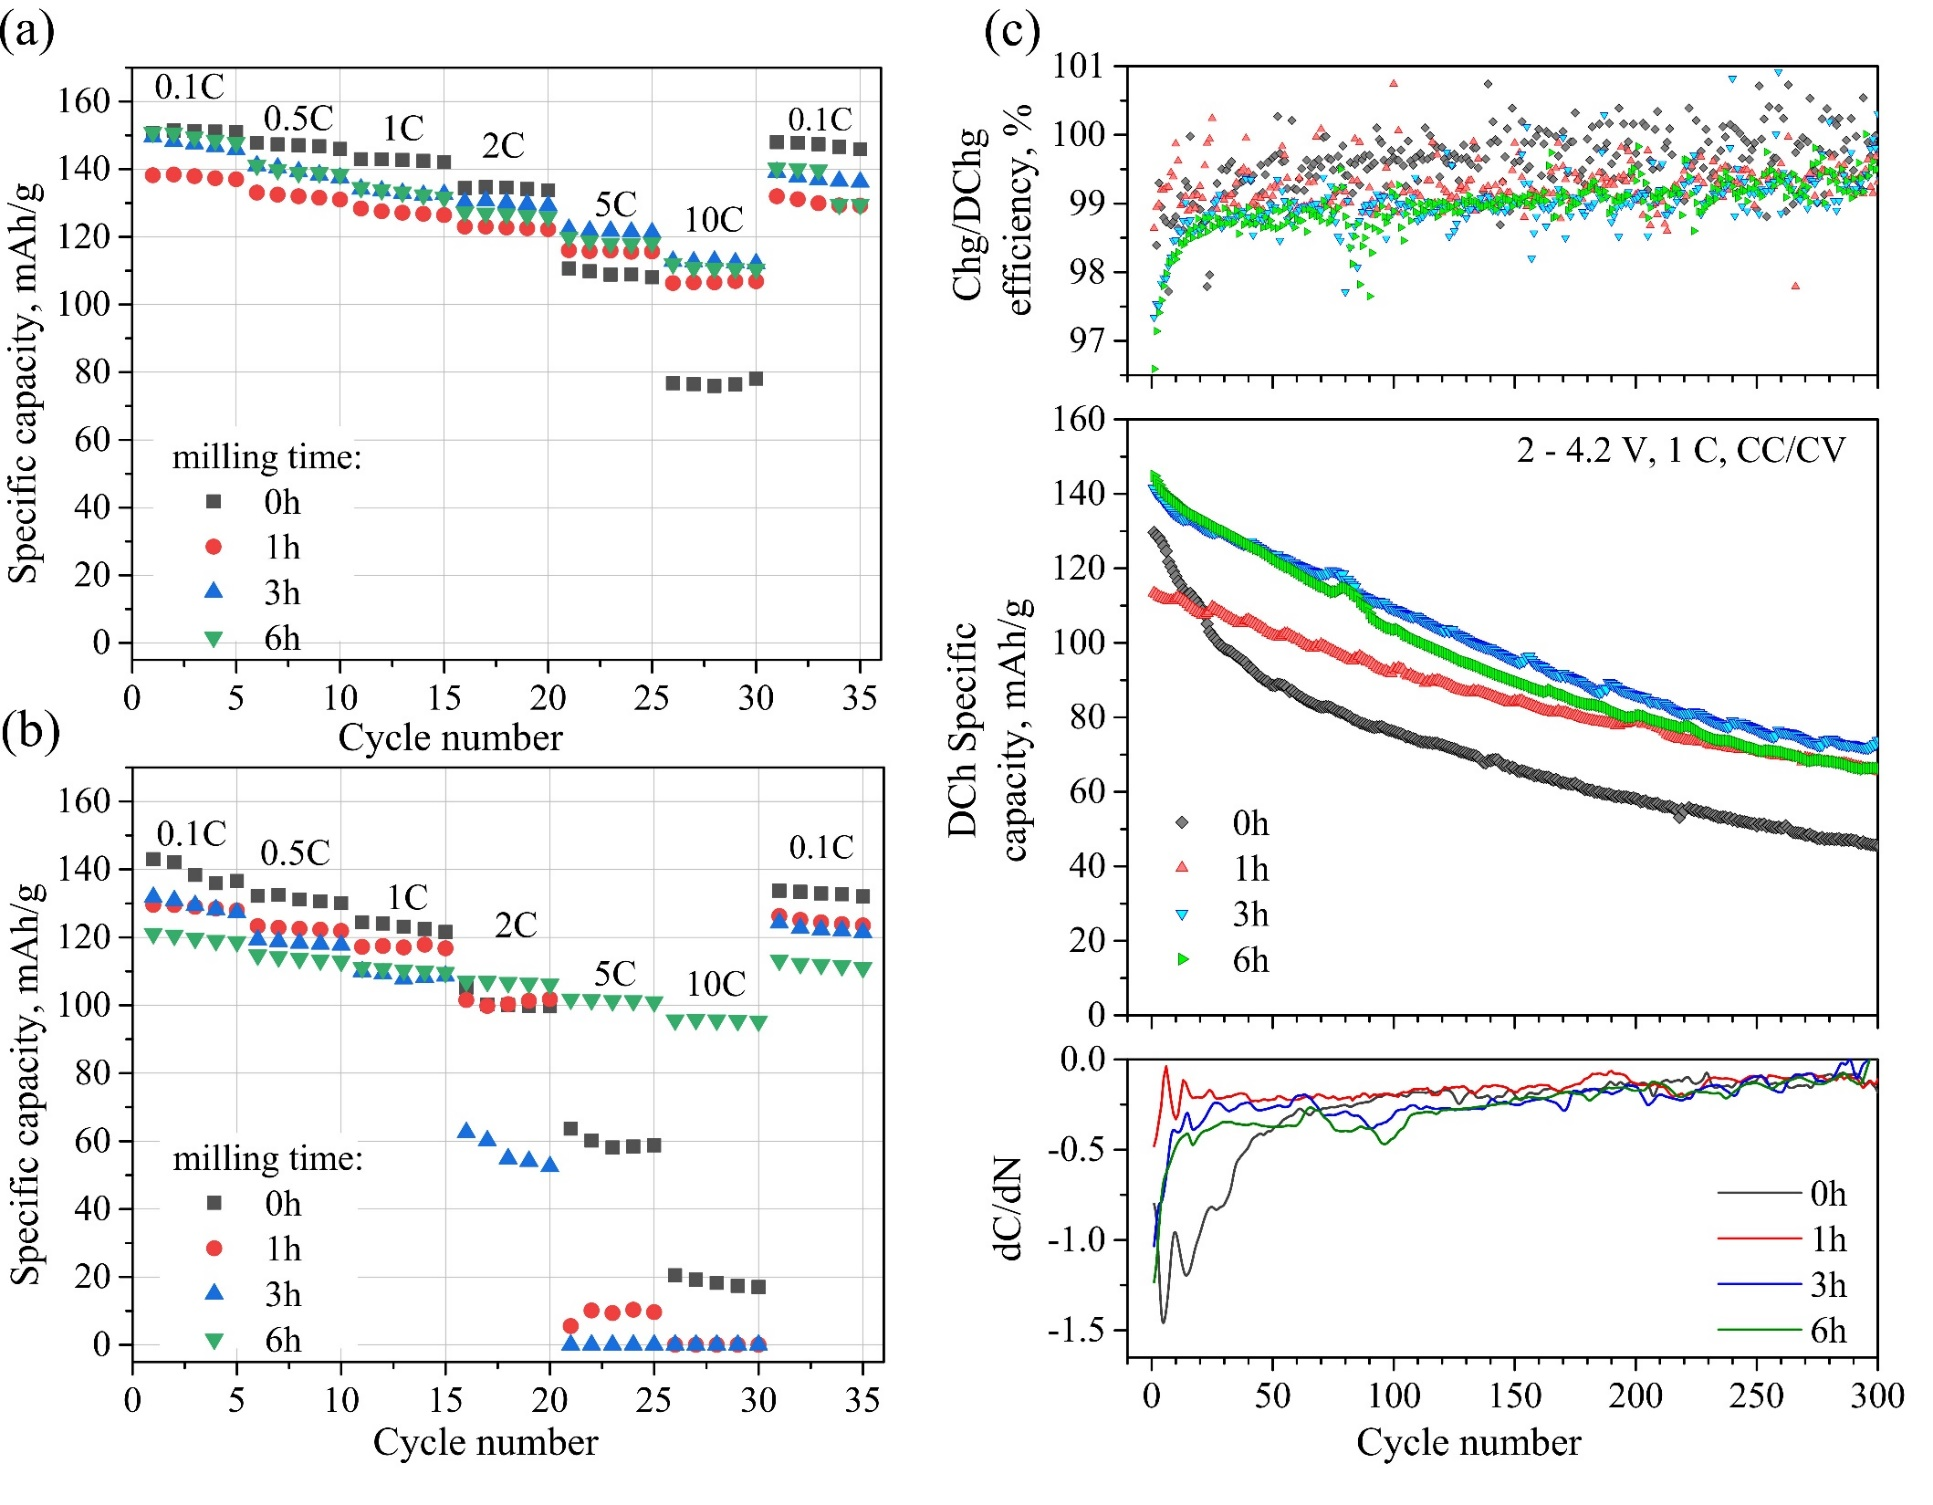 (a)
Specific capacity, mAh/g
160
140
120
100
80
60
40
20
0
0.1C
0.5C
1C
2C
5C
10C
0.1C
milling time:
0h
1h
3h
6h
0 5 10 15 20 25 30 35
Cycle number
(b)
Specific capacity, mAh/g
160
140
120
100
80
60
40
20
0
0.1C
0.5C
1C
2C
5C
10C
0.1C
milling time:
0h
1h
3h
6h
0 5 10 15 20 25 30 35
Cycle number
(c)
Chg/DChg
efficiency, %
101
100
99
98
97
DCh Specific
capacity, mAh/g
160
140
120
100
80
60
40
20
0
2 - 4.2 V, 1 C, CC/CV
0h
1h
3h
6h
dC/dN
0.0
-0.5
-1.0
-1.5
0h
1h
3h
6h
0 50 100 150 200 250 300
Cycle number